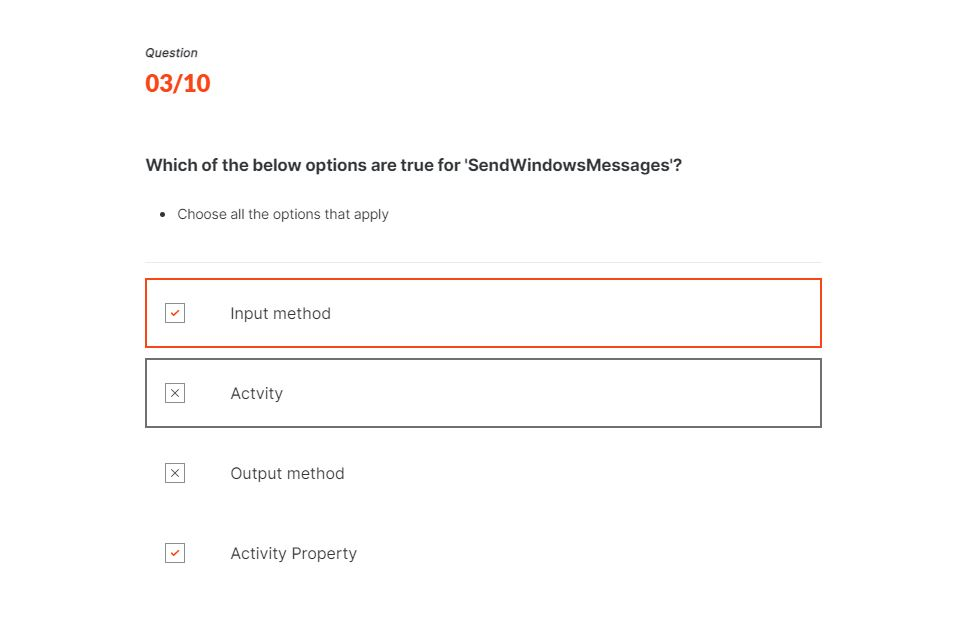 Question
03/10
Which of the below options are true for 'SendWindowsMessages'?
• Choose all the options that apply
Input method
Actvity
Output method
Activity Property